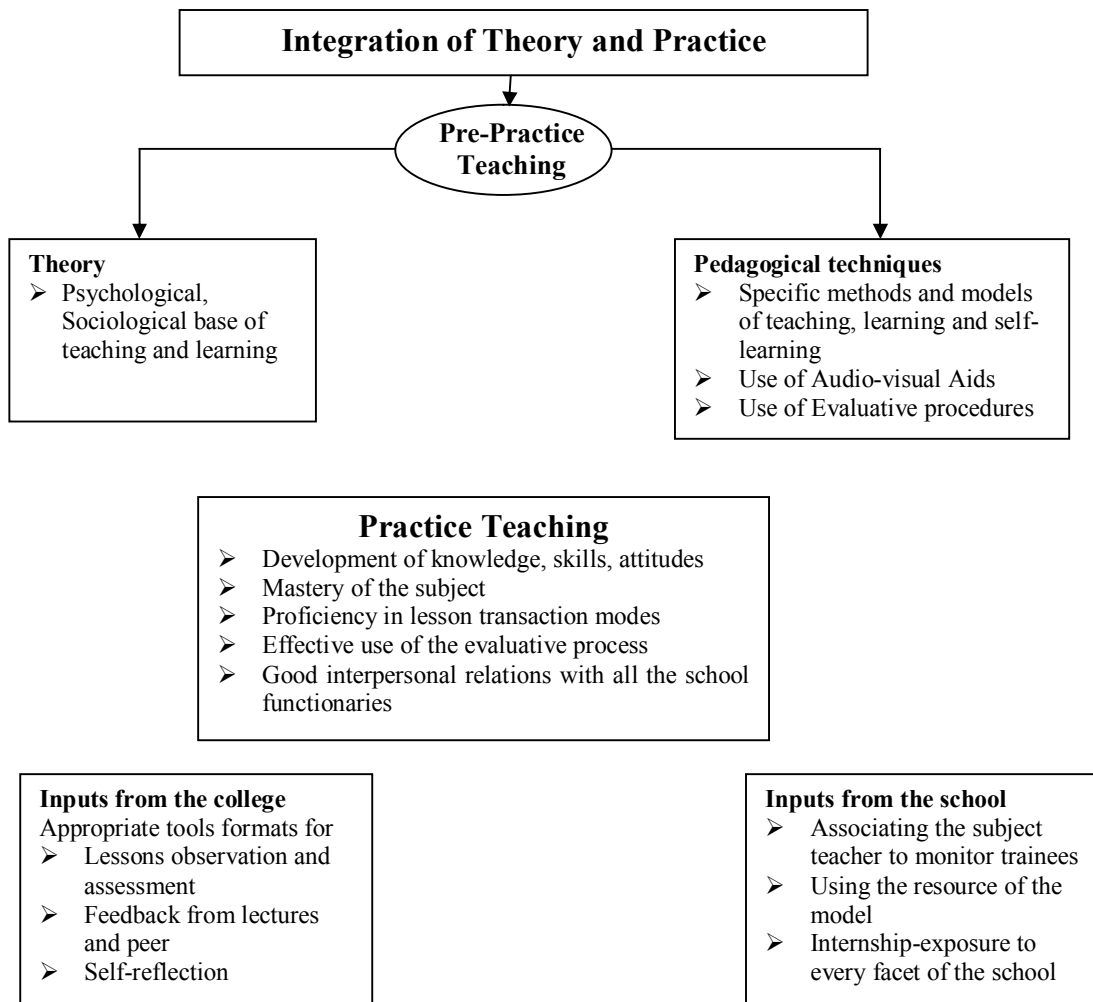 Integration of Theory and Practice
Pre-Practice
Teaching
Theory
➢ Psychological,
Sociological base of
teaching and learning
Pedagogical techniques
➢ Specific methods and models
of teaching, learning and self-
learning
➢ Use of Audio-visual Aids
➢ Use of Evaluative procedures
Practice Teaching
➢ Development of knowledge, skills, attitudes
➢ Mastery of the subject
➢ Proficiency in lesson transaction modes
➢ Effective use of the evaluative process
➢ Good interpersonal relations with all the school
functionaries
Inputs from the college
Appropriate tools formats for
➢ Lessons observation and
assessment
➢ Feedback from lectures
and peer
➢ Self-reflection
Inputs from the school
➢ Associating the subject
teacher to monitor trainees
➢ Using the resource of the
model
➢ Internship-exposure to
every facet of the school